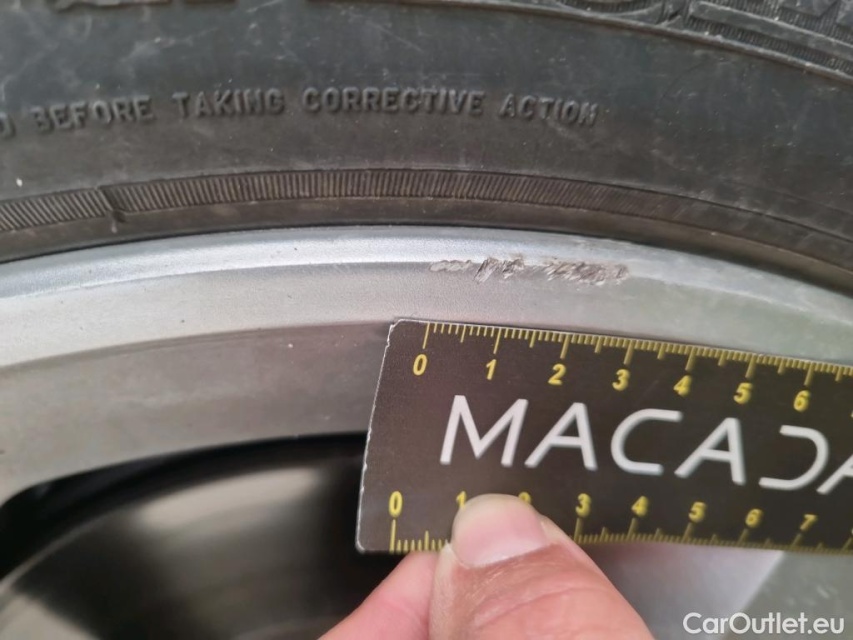 BEFORE TAKING CORRECTIVE ACTION
0 1 2 3 4 5 6
MACADA
0 1 2 3 4 5 6 7
CarOutlet.eu